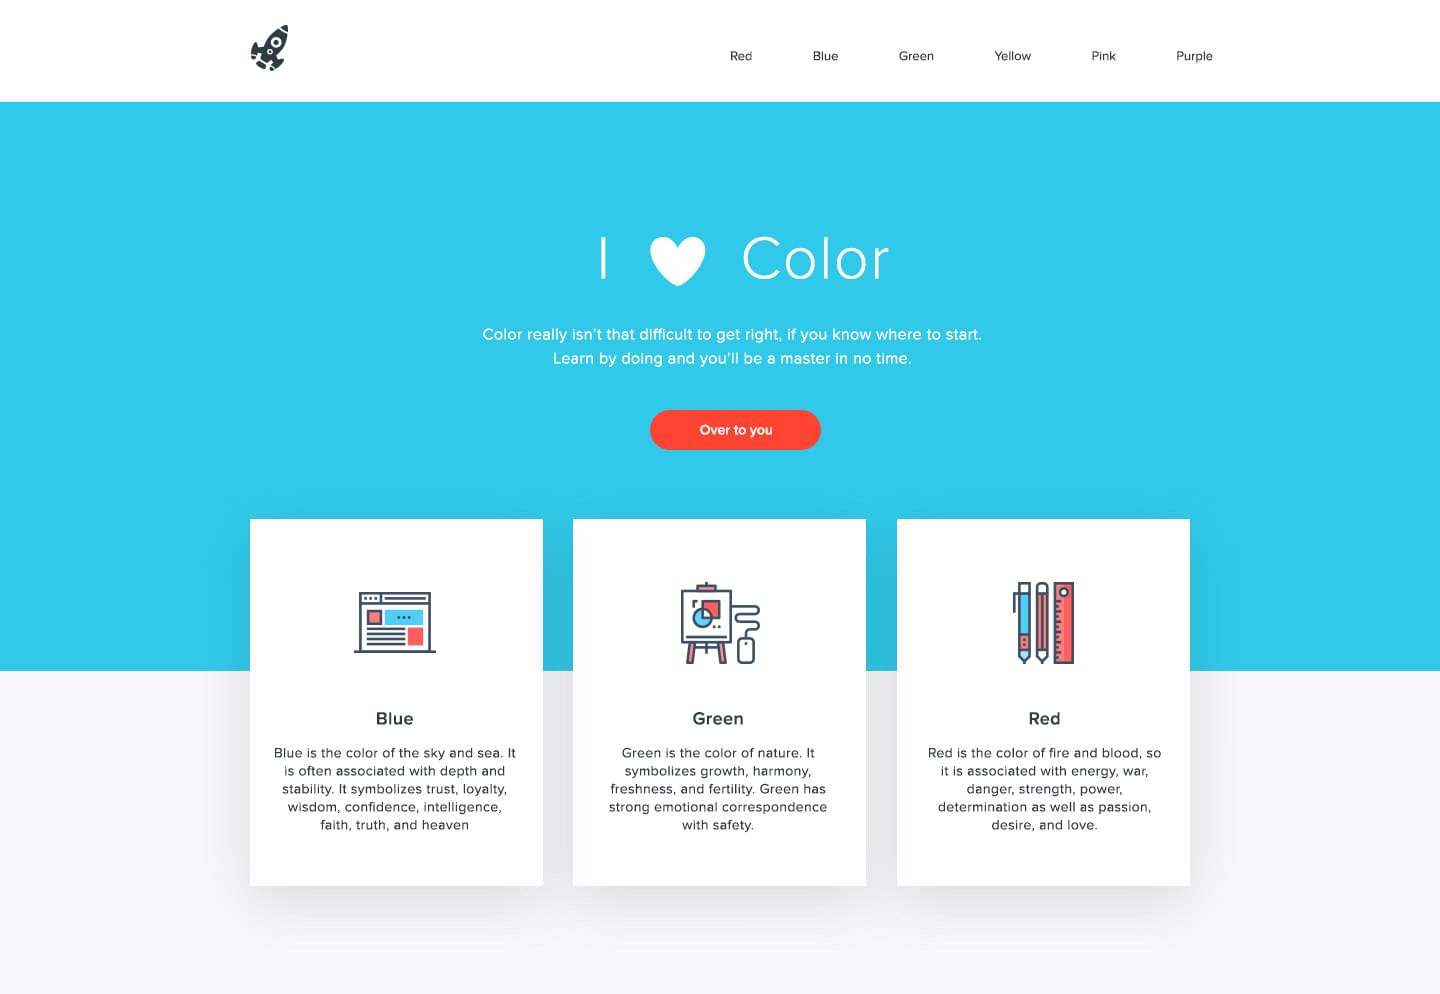 Red Blue Green Yellow Pink Purple
I Color
Color really isn't that difficult to get right, if you know where to start.
Learn by doing and you'll be a master in no time.
Over to you
Blue
Blue is the color of the sky and sea. It
is often associated with depth and
stability. It symbolizes trust, loyalty,
wisdom, confidence, intelligence,
faith, truth, and heaven
Green
Green is the color of nature. It
symbolizes growth, harmony,
freshness, and fertility. Green has
strong emotional correspondence
with safety.
Red
Red is the color of fire and blood, so
it is associated with energy, war,
danger, strength, power,
determination as well as passion,
desire, and love.